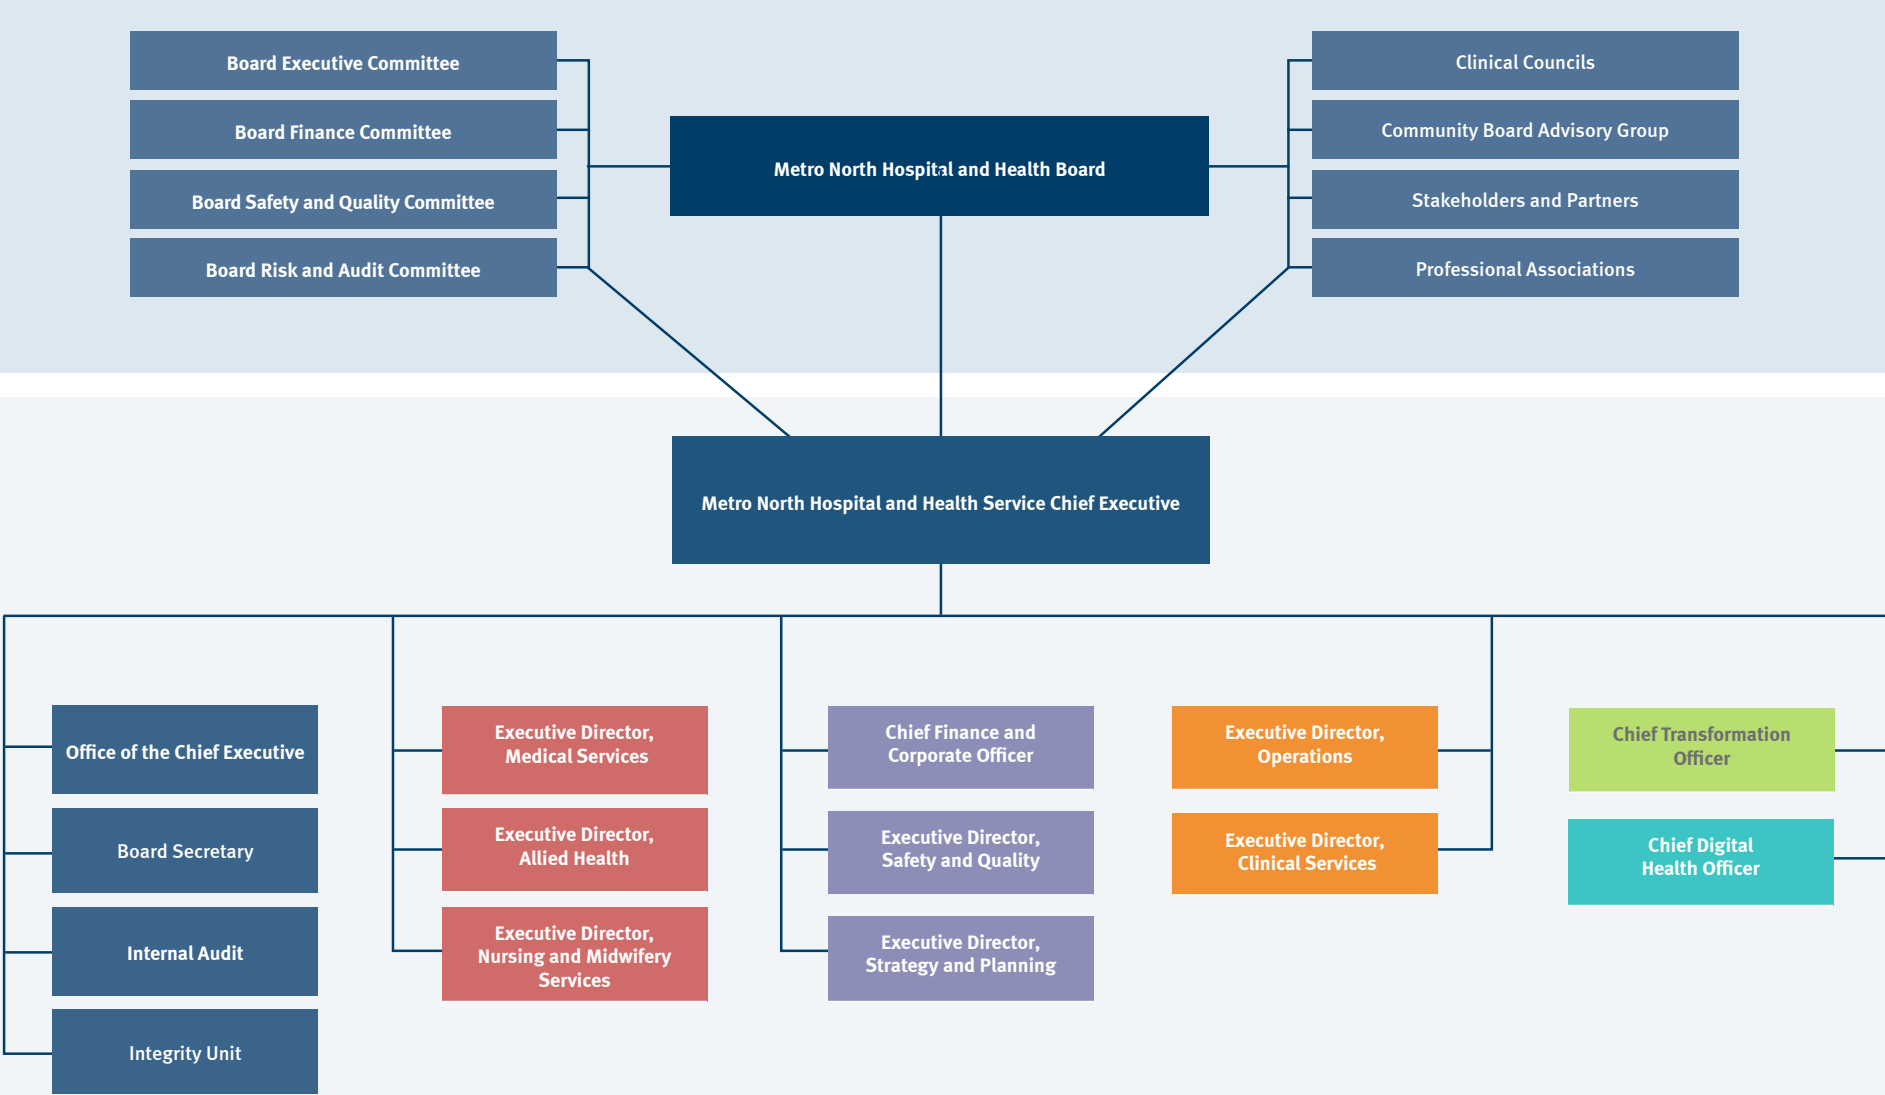 Board Executive Committee
Board Finance Committee
Board Safety and Quality Committee
Board Risk and Audit Committee
Metro North Hospital and Health Board
Clinical Councils
Community Board Advisory Group
Stakeholders and Partners
Professional Associations
Metro North Hospital and Health Service Chief Executive
Office of the Chief Executive
Board Secretary
Internal Audit
Integrity Unit
Executive Director,
Medical Services
Executive Director,
Allied Health
Executive Director,
Nursing and Midwifery
Services
Chief Finance and
Corporate Officer
Executive Director,
Safety and Quality
Executive Director,
Strategy and Planning
Executive Director,
Operations
Executive Director,
Clinical Services
Chief Transformation
Officer
Chief Digital
Health Officer